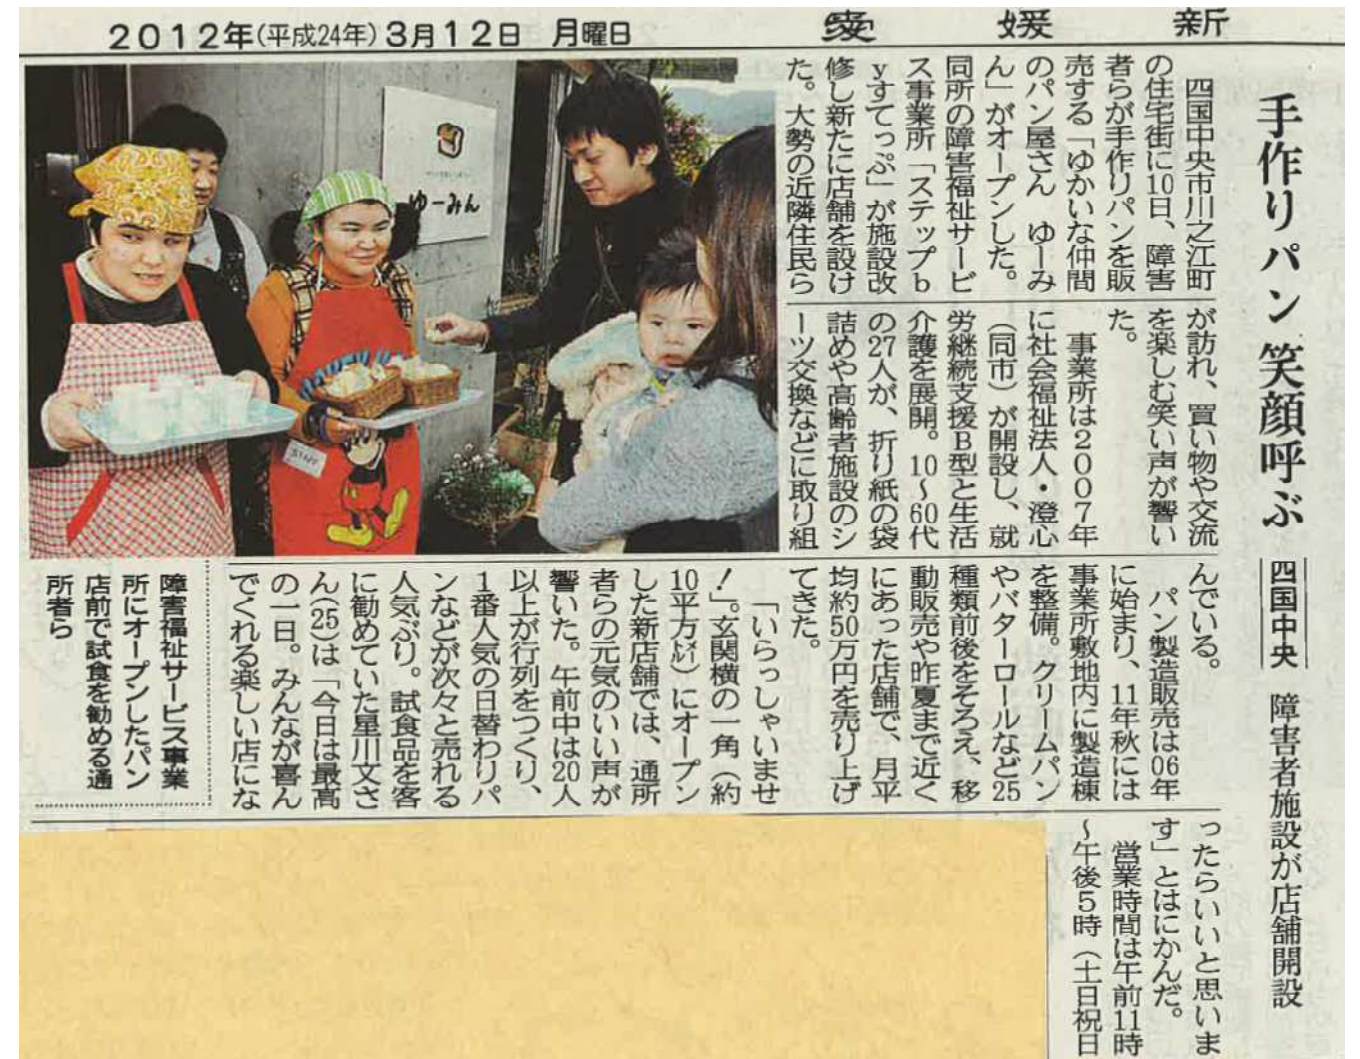 2012年(平成24年)3月12日 月曜日
愛媛新
手作りパン 笑顔呼ぶ
四国中央 障害者施設が店舗開設
四国中央市川之江町
の住宅街に10日、障害
者らが手作りパンを販
売する「ゆかいな仲間
のパン屋さん ゆーみ
ん」がオープンした。
同所の障害福祉サービ
ス事業所「ステップb
yすてっぷ」が施設改
修し新たに店舗を設け
た。大勢の近隣住民ら
が訪れ、買い物や交流
を楽しむ笑い声が響い
た。
事業所は2007年
に社会福祉法人・澄心
(同市)が開設し、就
労継続支援B型と生活
介護を展開。10~60代
の27人が、折り紙の袋
詰めや高齢者施設のシ
ーツ交換などに取り組
んでいる。
パン製造販売は06年
に始まり、11年秋には
事業所敷地内に製造棟
を整備。クリームパン
やバターロールなど25
種類前後をそろえ、移
動販売や昨夏まで近く
にあった店舗で、月平
均約50万円を売り上げ
てきた。
「いらっしゃいませ
!」。玄関横の一角(約
10平方㍍)にオープン
した新店舗では、通所
者らの元気のいい声が
響いた。午前中は20人
以上が行列をつくり、
1番人気の日替わりパ
ンなどが次々と売れる
人気ぶり。試食品を客
に勧めていた星川文さ
ん(25)は「今日は最高
の一日。みんなが喜ん
でくれる楽しい店にな
ったらいいと思いま
す」とはにかんだ。
営業時間は午前11時
~午後5時(土日祝日
障害福祉サービス事業
所にオープンしたパン
店前で試食を勧める通
所者ら
ゆーみん
STAFF